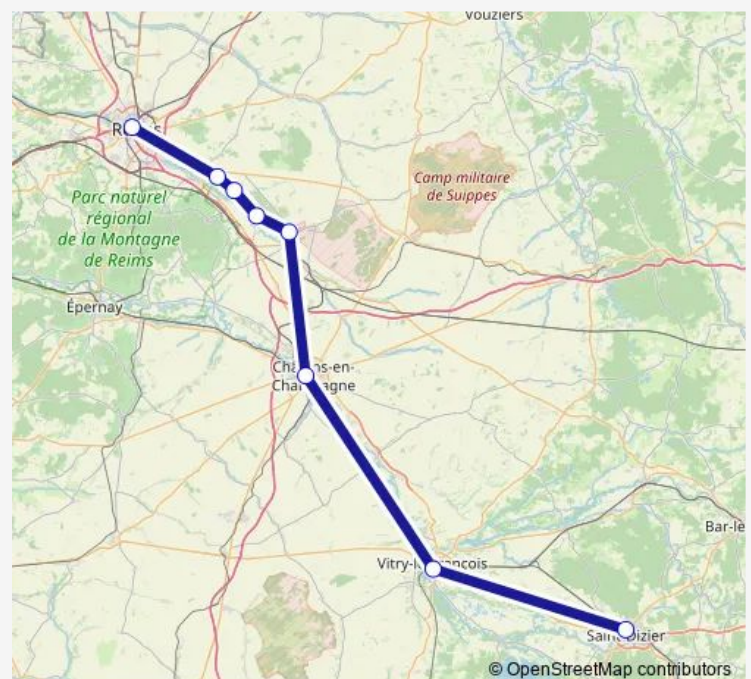 Vouziers
Camp militaire
de Suippes
Parc naturel
régional
de la Montagne
de Reims
Épernay
Bar-le
© OpenStreetMap contributors